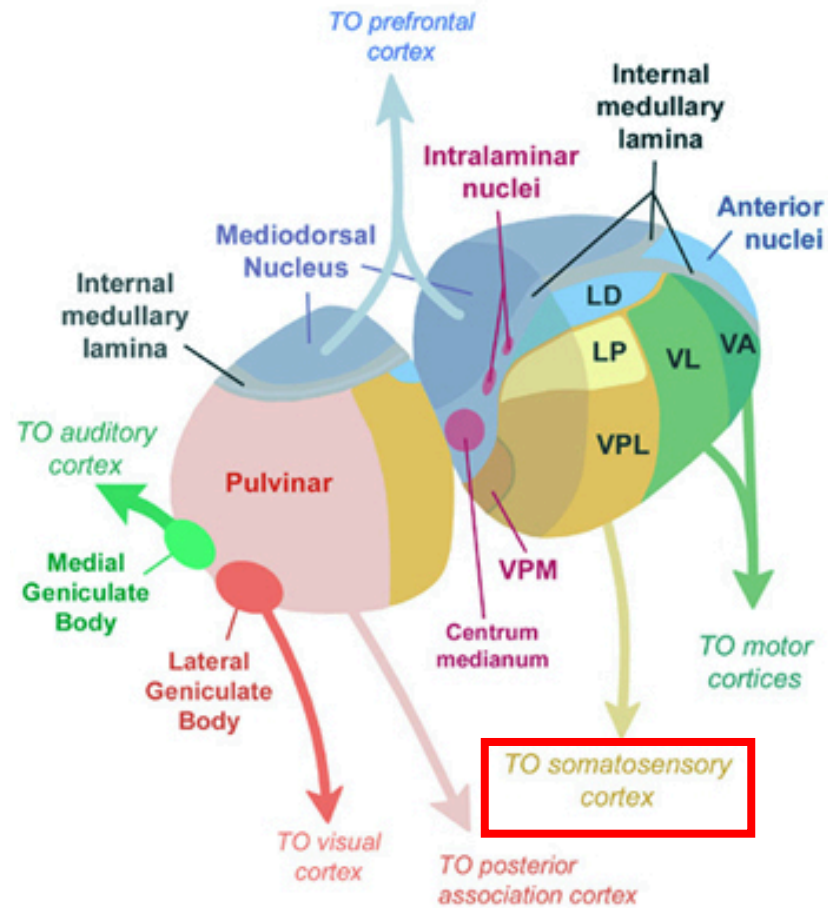 TO prefrontal
cortex
Internal
medullary
lamina
Intralaminar
nuclei
Anterior
nuclei
Mediodorsal
Nucleus
Internal
medullary
lamina
LD
LP
VL
VA
TO auditory
cortex
VPL
Pulvinar
Medial
Geniculate
Body
VPM
Centrum
medianum
TO motor
cortices
Lateral
Geniculate
Body
TO somatosensory
cortex
TO visual
cortex
TO posterior
association cortex